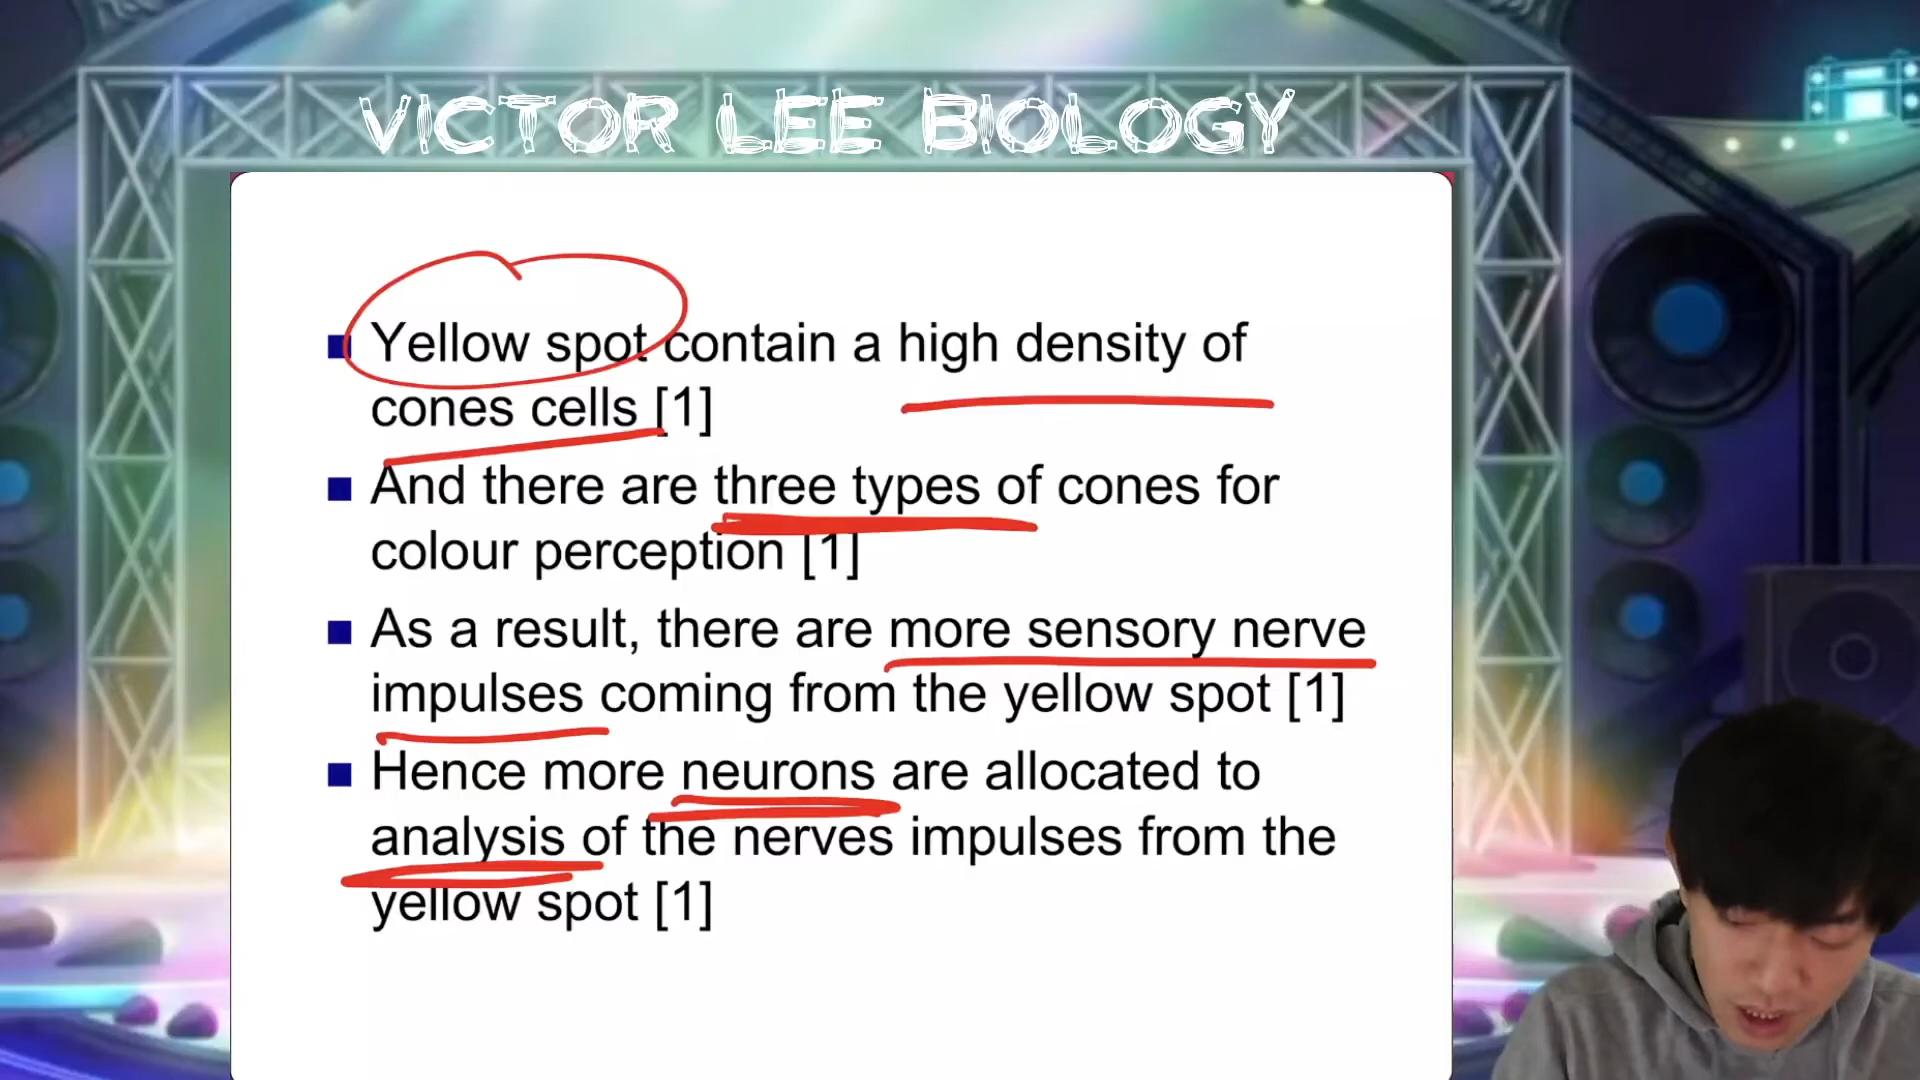 VICTOR LEE BIOLOGY
Yellow spot contain a high density of
cones cells [1]
And there are three types of cones for
colour perception [1]
As a result, there are more sensory nerve
impulses coming from the yellow spot [1]
Hence more neurons are allocated to
analysis of the nerves impulses from the
yellow spot [1]